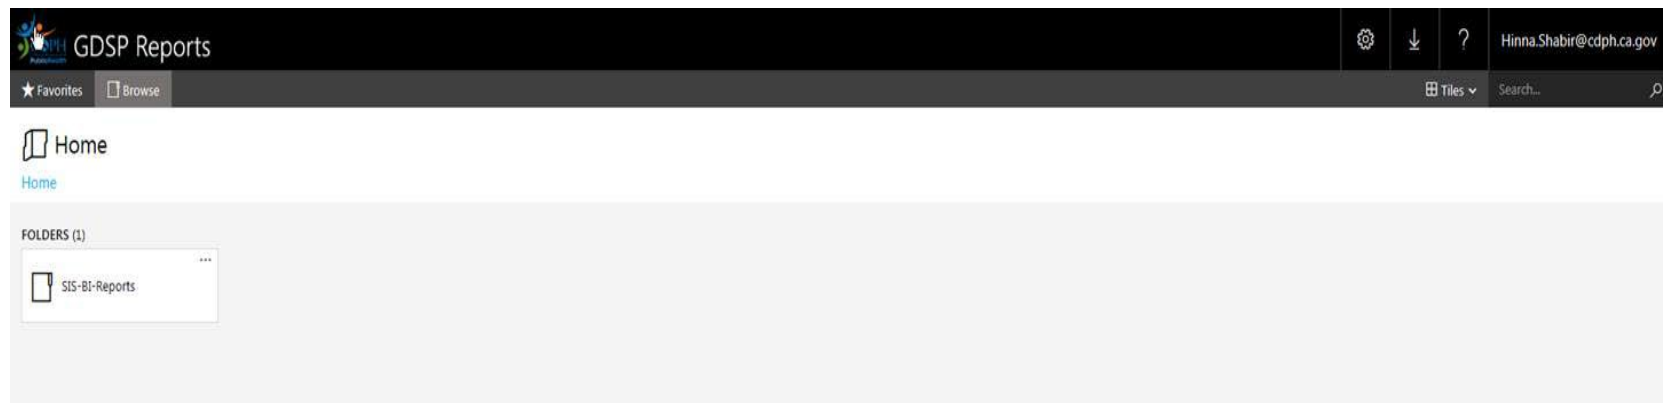 GDSP Reports
?
Hinna.Shabir@cdph.ca.gov
Favorites
Browse
Tiles
Search...
Home
Home
FOLDERS (1)
...
SIS-BI-Reports